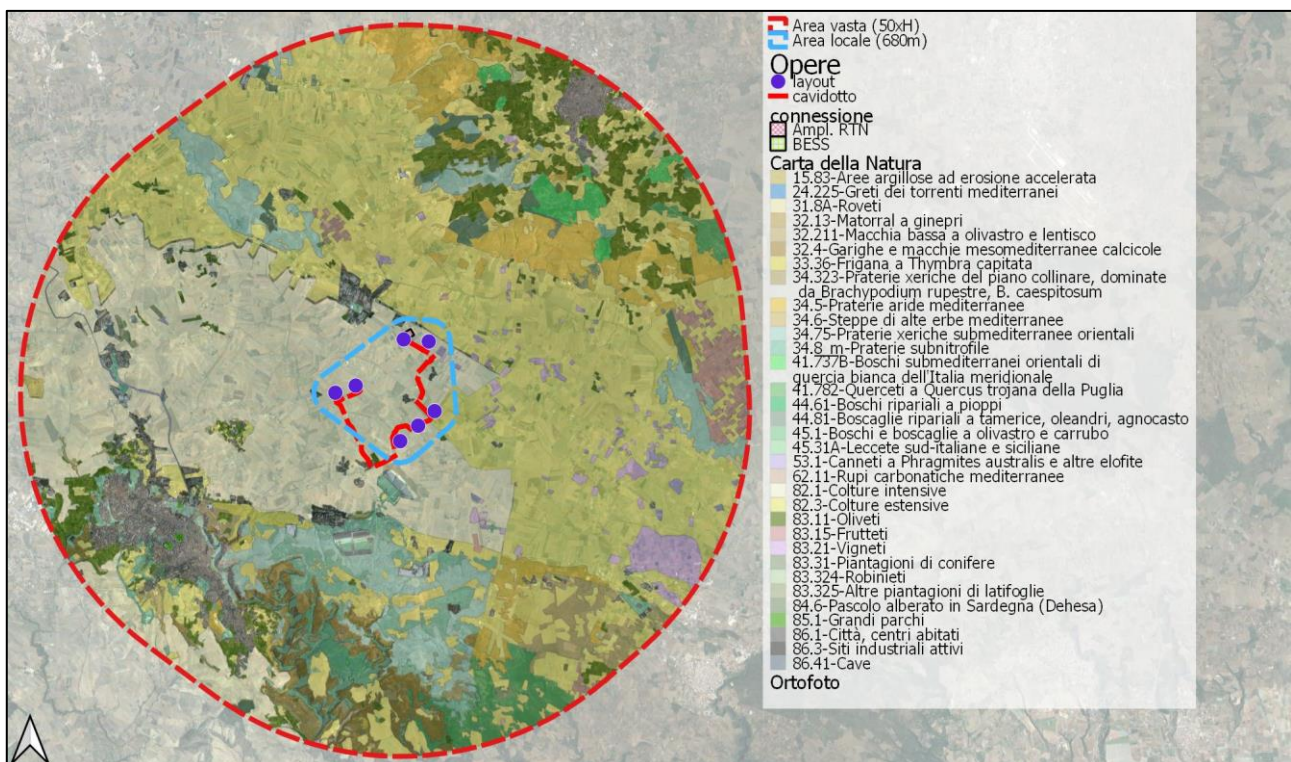 Area vasta (50xH)
Area locale (680m)
Opere
layout
cavidotto
connessione
Ampl. RTN
BESS
Carta della Natura
15.83-Aree argillose ad erosione accelerata
24.225-Greti dei torrenti mediterranei
31.8A-Roveti
32.13-Matorral a ginepri
32.211-Macchia bassa a olivastro e lentisco
32.4-Garighe e macchie mesomediterranee calcicole
33.36-Frigana a Thymbra capitata
34.323-Praterie xeriche del piano collinare, dominate
da Brachypodium rupestre, B. caespitosum
34.5-Praterie aride mediterranee
34.6-Steppe di alte erbe mediterranee
34.75-Praterie xeriche submediterranee orientali
34.8_m-Praterie subnitrofile
41.737B-Boschi submediterranei orientali di
quercia bianca dell'Italia meridionale
41.782-Querceti a Quercus trojana della Puglia
44.61-Boschi ripariali a pioppi
44.81-Boscaglie ripariali a tamerice, oleandri, agnocasto
45.1-Boschi e boscaglie a olivastro e carrubo
45.31A-Leccete sud-italiane e siciliane
53.1-Canneti a Phragmites australis e altre elofite
62.11-Rupi carbonatiche mediterranee
82.1-Colture intensive
82.3-Colture estensive
83.11-Oliveti
83.15-Frutteti
83.21-Vigneti
83.31-Piantagioni di conifere
83.324-Robinieti
83.325-Altre piantagioni di latifoglie
84.6-Pascolo alberato in Sardegna (Dehesa)
85.1-Grandi parchi
86.1-Città, centri abitati
86.3-Siti industriali attivi
86.41-Cave
Ortofoto